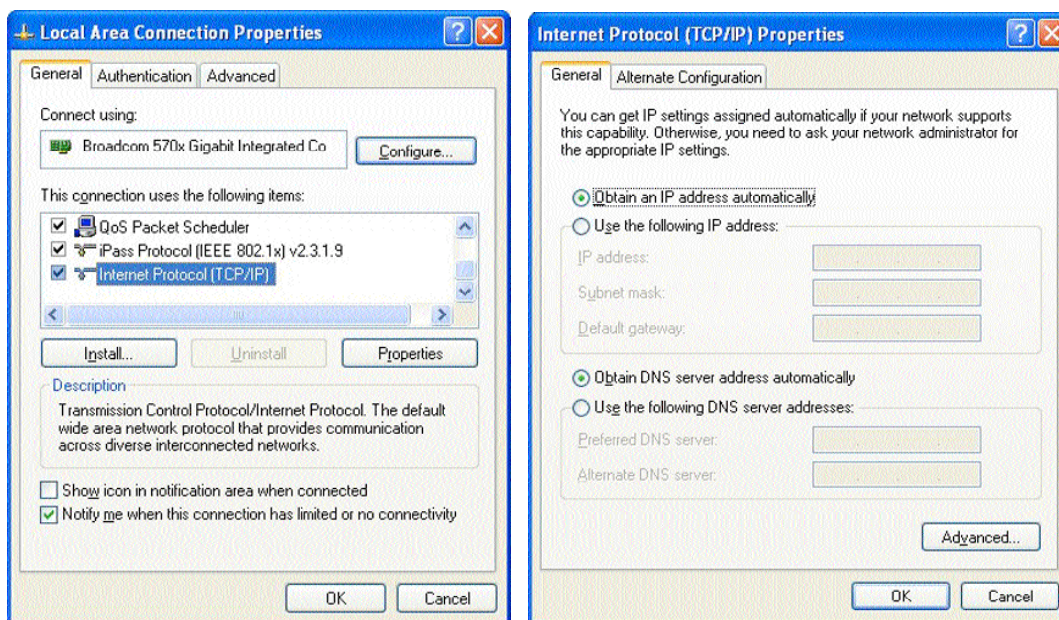 Local Area Connection Properties
General
Authentication
Advanced
Connect using:
Broadcom 570x Gigabit Integrated Co
Configure...
This connection uses the following items:
QoS Packet Scheduler
iPass Protocol (IEEE 802.1x) v2.3.1.9
Internet Protocol (TCP/IP)
Install...
Uninstall
Properties
Description
Transmission Control Protocol/Internet Protocol. The default
wide area network protocol that provides communication
across diverse interconnected networks.
Show icon in notification area when connected
Notify me when this connection has limited or no connectivity
OK
Cancel
Internet Protocol (TCP/IP) Properties
General
Alternate Configuration
You can get IP settings assigned automatically if your network supports
this capability. Otherwise, you need to ask your network administrator for
the appropriate IP settings.
Obtain an IP address automatically
Use the following IP address:
IP address:
Subnet mask:
Default gateway:
Obtain DNS server address automatically
Use the following DNS server addresses:
Preferred DNS server:
Alternate DNS server:
Advanced...
OK
Cancel